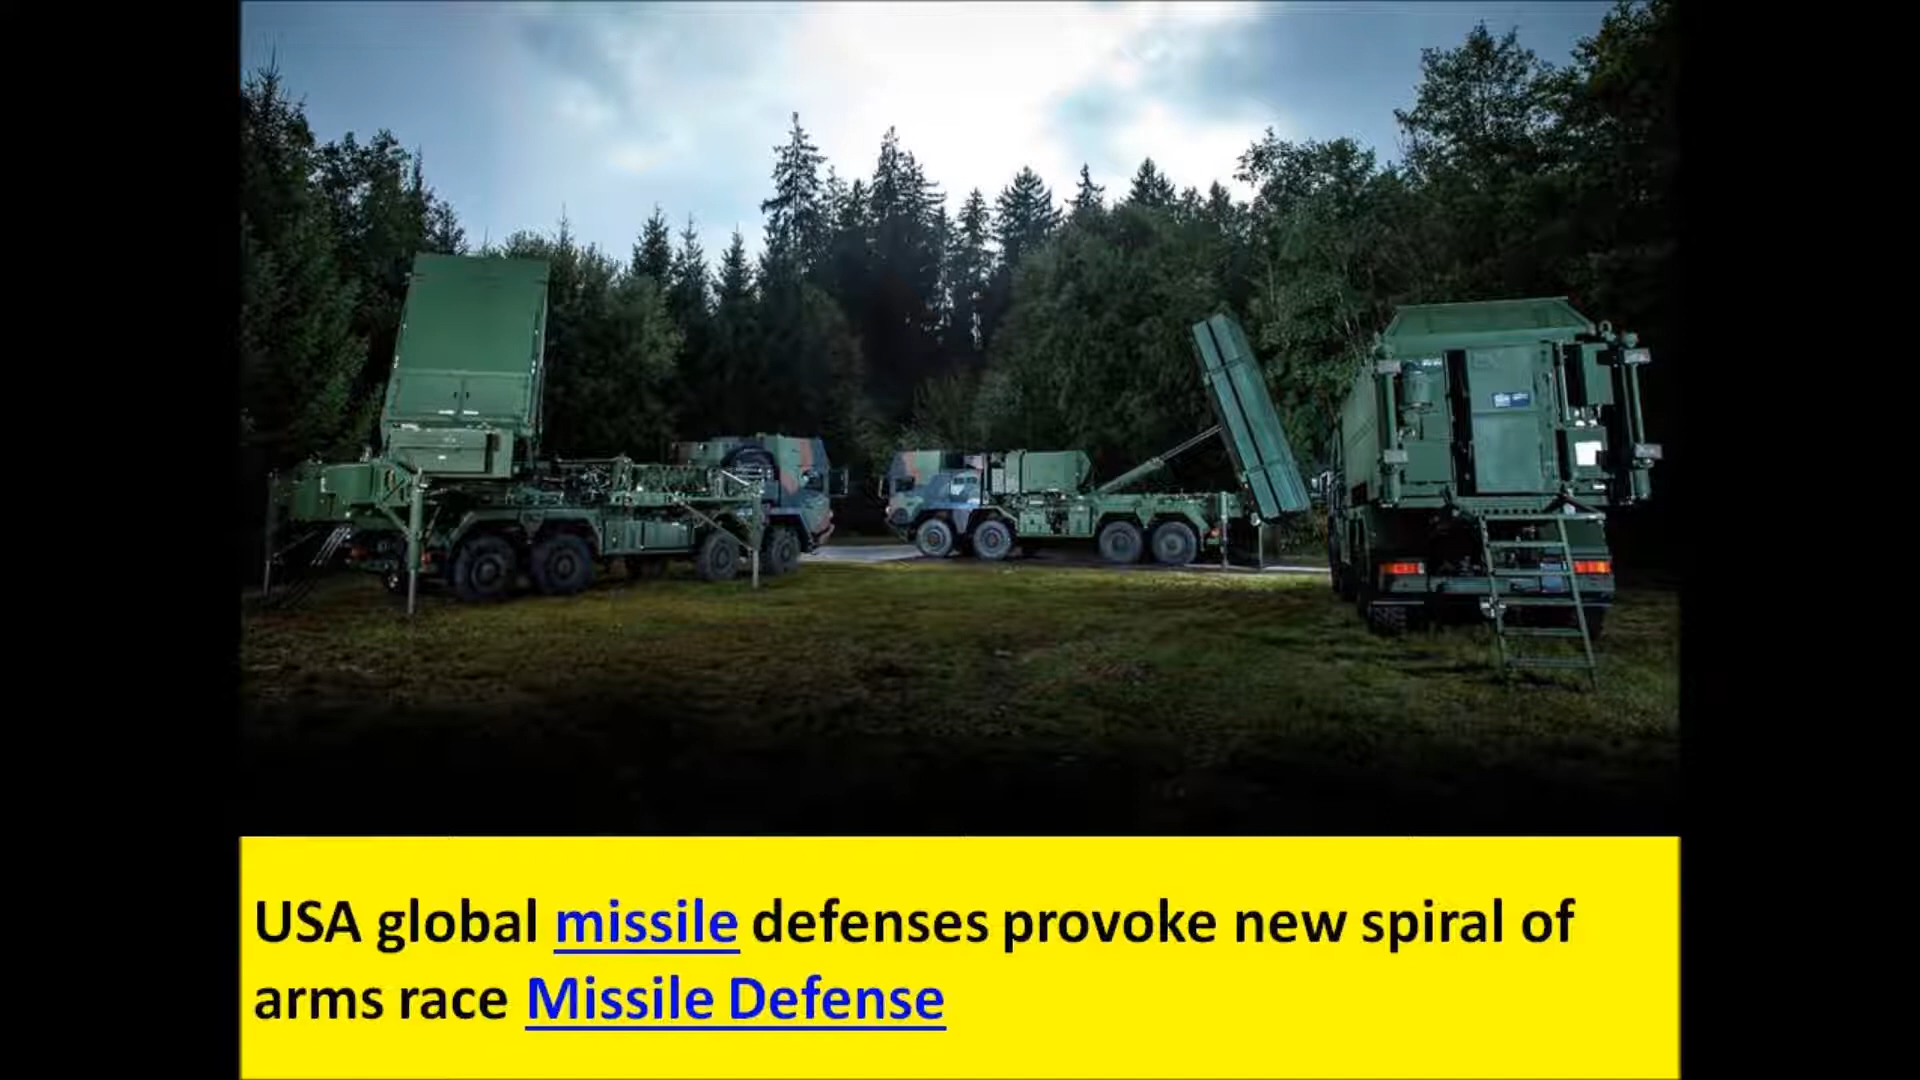 USA global missile defenses provoke new spiral of
arms race Missile Defense